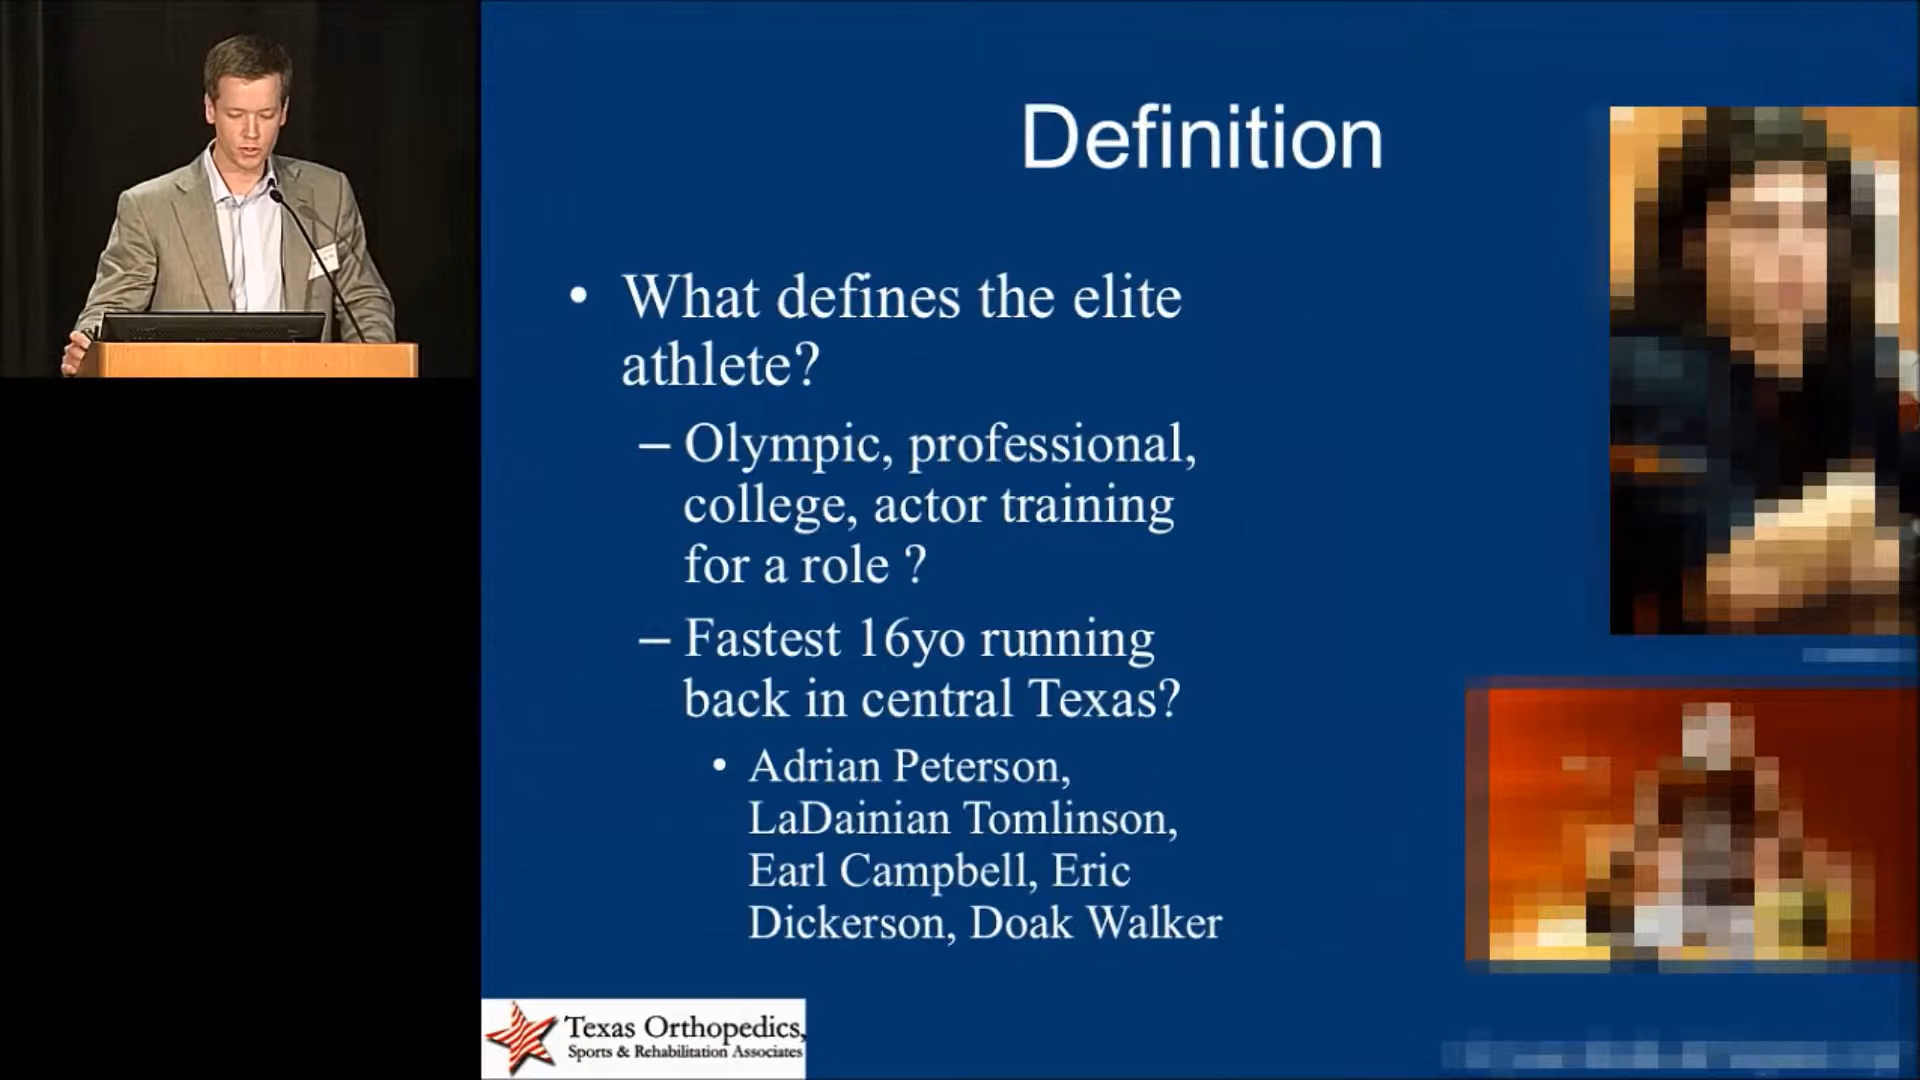 Definition
• What defines the elite
athlete?
– Olympic, professional,
college, actor training
for a role ?
– Fastest 16yo running
back in central Texas?
• Adrian Peterson,
LaDainian Tomlinson,
Earl Campbell, Eric
Dickerson, Doak Walker
Texas Orthopedics,
Sports & Rehabilitation Associates